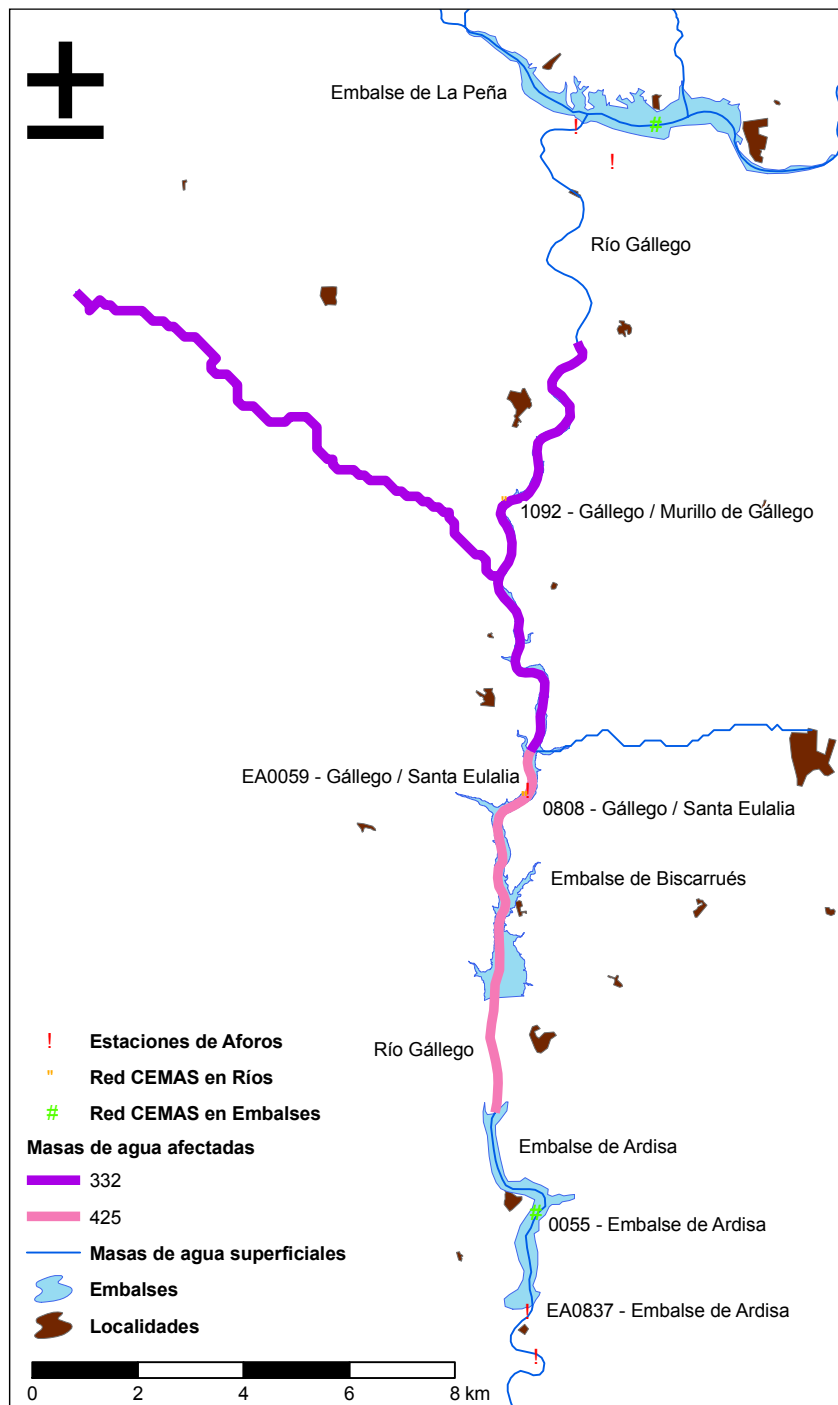 Embalse de La Peña
Río Gállego
1092 - Gállego / Murillo de Gállego
EA0059 - Gállego / Santa Eulalia
0808 - Gállego / Santa Eulalia
Embalse de Biscarrués
Río Gállego
Embalse de Ardisa
0055 - Embalse de Ardisa
EA0837 - Embalse de Ardisa
! Estaciones de Aforos
" Red CEMAS en Ríos
# Red CEMAS en Embalses
Masas de agua afectadas
332
425
Masas de agua superficiales
Embalses
Localidades
0 2 4 6 8 km